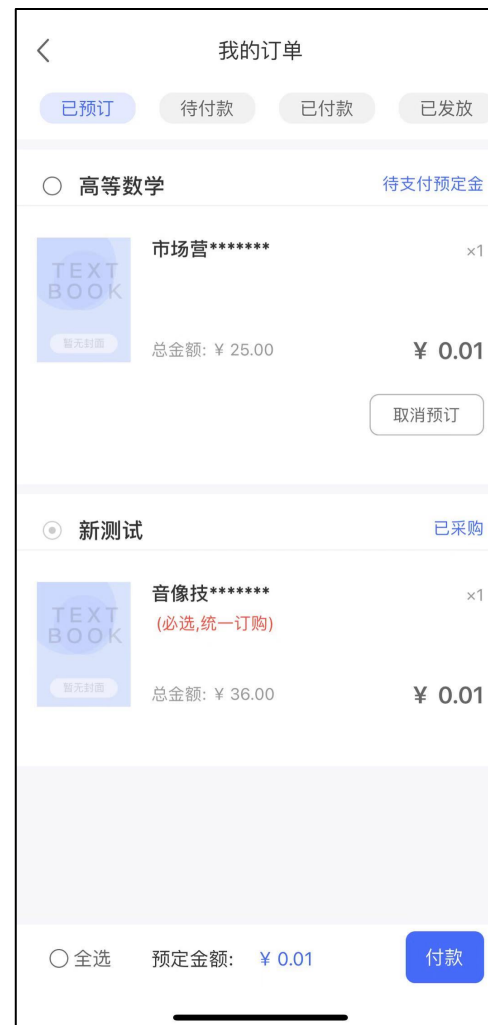 我的订单
已预订 待付款 已付款 已发放
高等数学 待支付预定金
市场营******* ×1
TEXT
BOOK
暂无封面
总金额: ¥ 25.00 ¥ 0.01
取消预订
新测试 已采购
音像技******* ×1
(必选,统一订购)
TEXT
BOOK
暂无封面
总金额: ¥ 36.00 ¥ 0.01
全选 预定金额: ¥ 0.01 付款